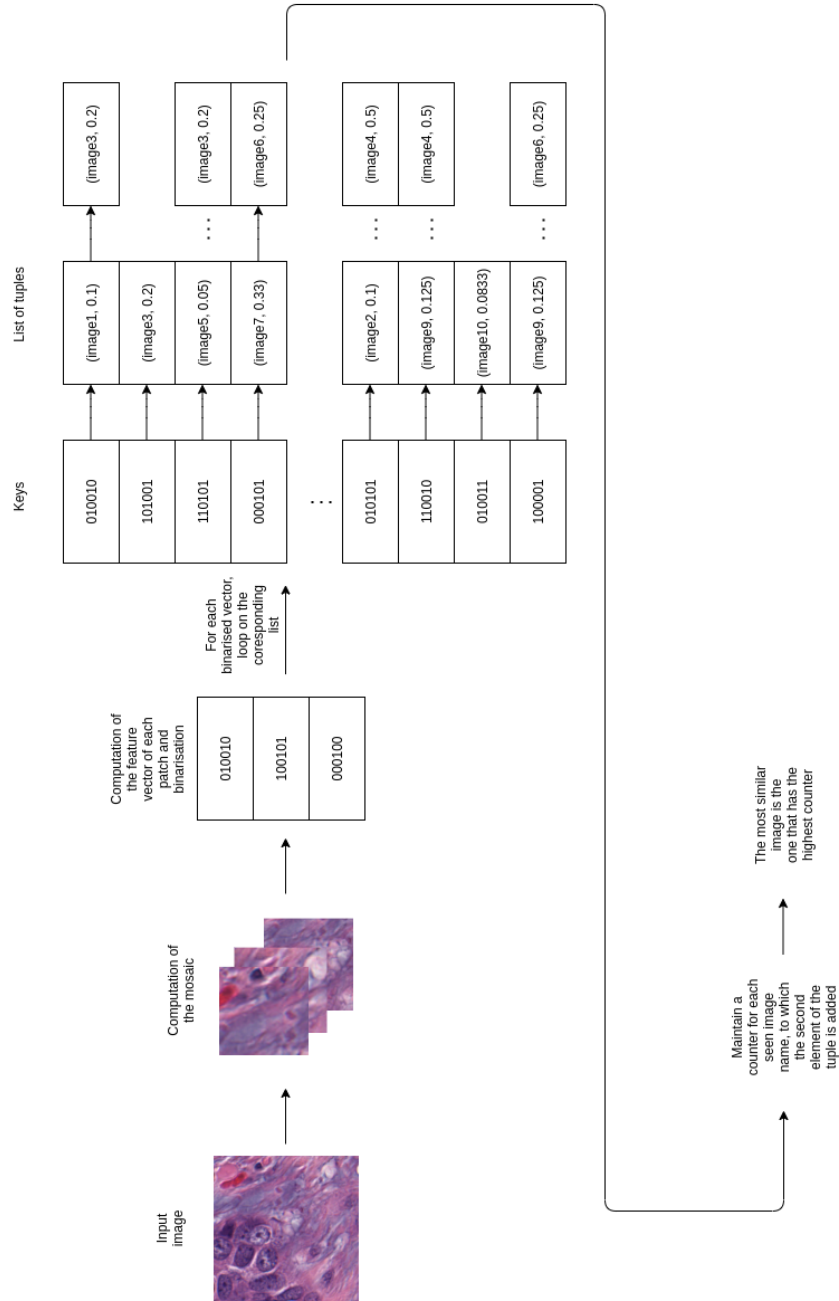 Input
image
Computation of
the mosaic
Computation of
the feature
vector of each
patch and
binarisation
010010
100101
000100
For each
binarised vector,
loop on the
coresponding
list
Keys
010010
101001
110101
000101
...
010101
110010
010011
100001
List of tuples
(image1, 0.1)
(image3, 0.2)
(image5, 0.05)
(image7, 0.33)
(image2, 0.1)
(image9, 0.125)
(image10, 0.0833)
(image9, 0.125)
...
...
...
...
(image3, 0.2)
(image3, 0.2)
(image6, 0.25)
(image4, 0.5)
(image4, 0.5)
(image6, 0.25)
Maintain a
counter for each
seen image
name, to which
the second
element of the
tuple is added
The most similar
image is the
one that has the
highest counter